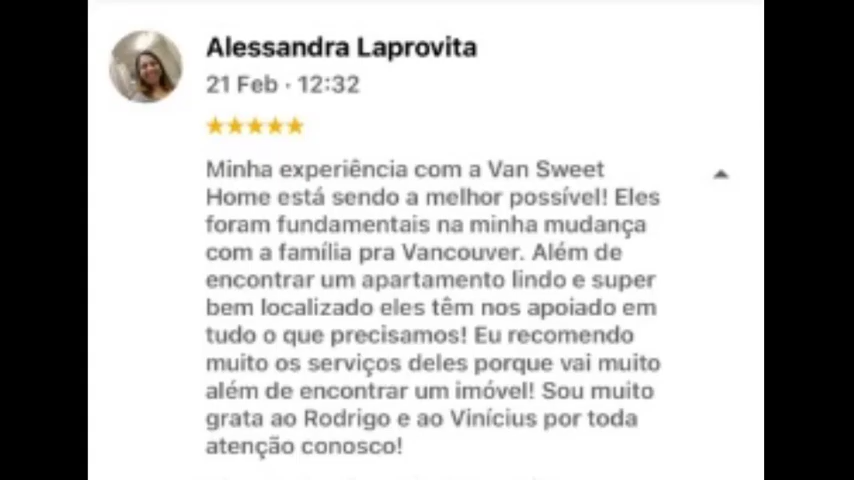 Alessandra Laprovita
21 Feb · 12:32
Minha experiência com a Van Sweet
Home está sendo a melhor possível! Eles
foram fundamentais na minha mudança
com a família pra Vancouver. Além de
encontrar um apartamento lindo e super
bem localizado eles têm nos apoiado em
tudo o que precisamos! Eu recomendo
muito os serviços deles porque vai muito
além de encontrar um imóvel! Sou muito
grata ao Rodrigo e ao Vinícius por toda
atenção conosco!